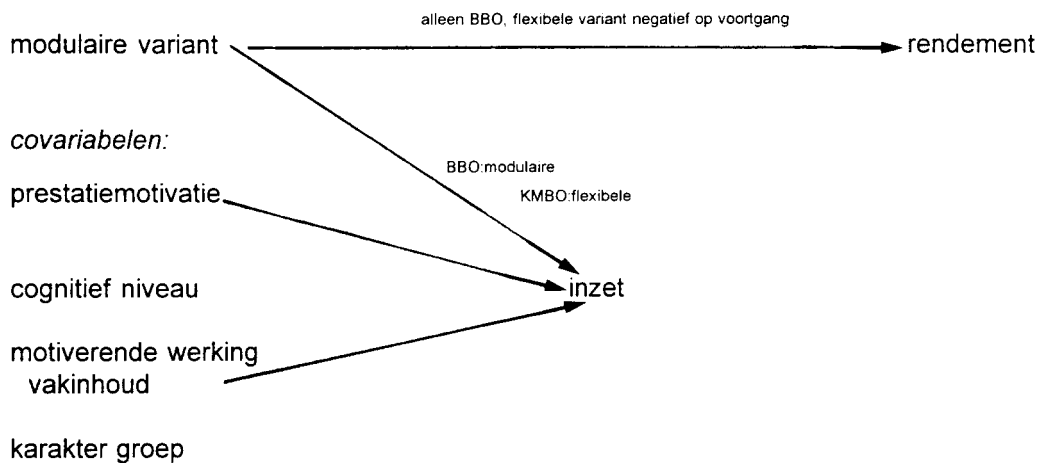 alleen BBO, flexibele variant negatief op voortgang
modulaire variant
rendement
covariabelen:
BBO:modulaire
prestatiemotivatie
KMBO:flexibele
cognitief niveau
inzet
motiverende werking
vakinhoud
karakter groep